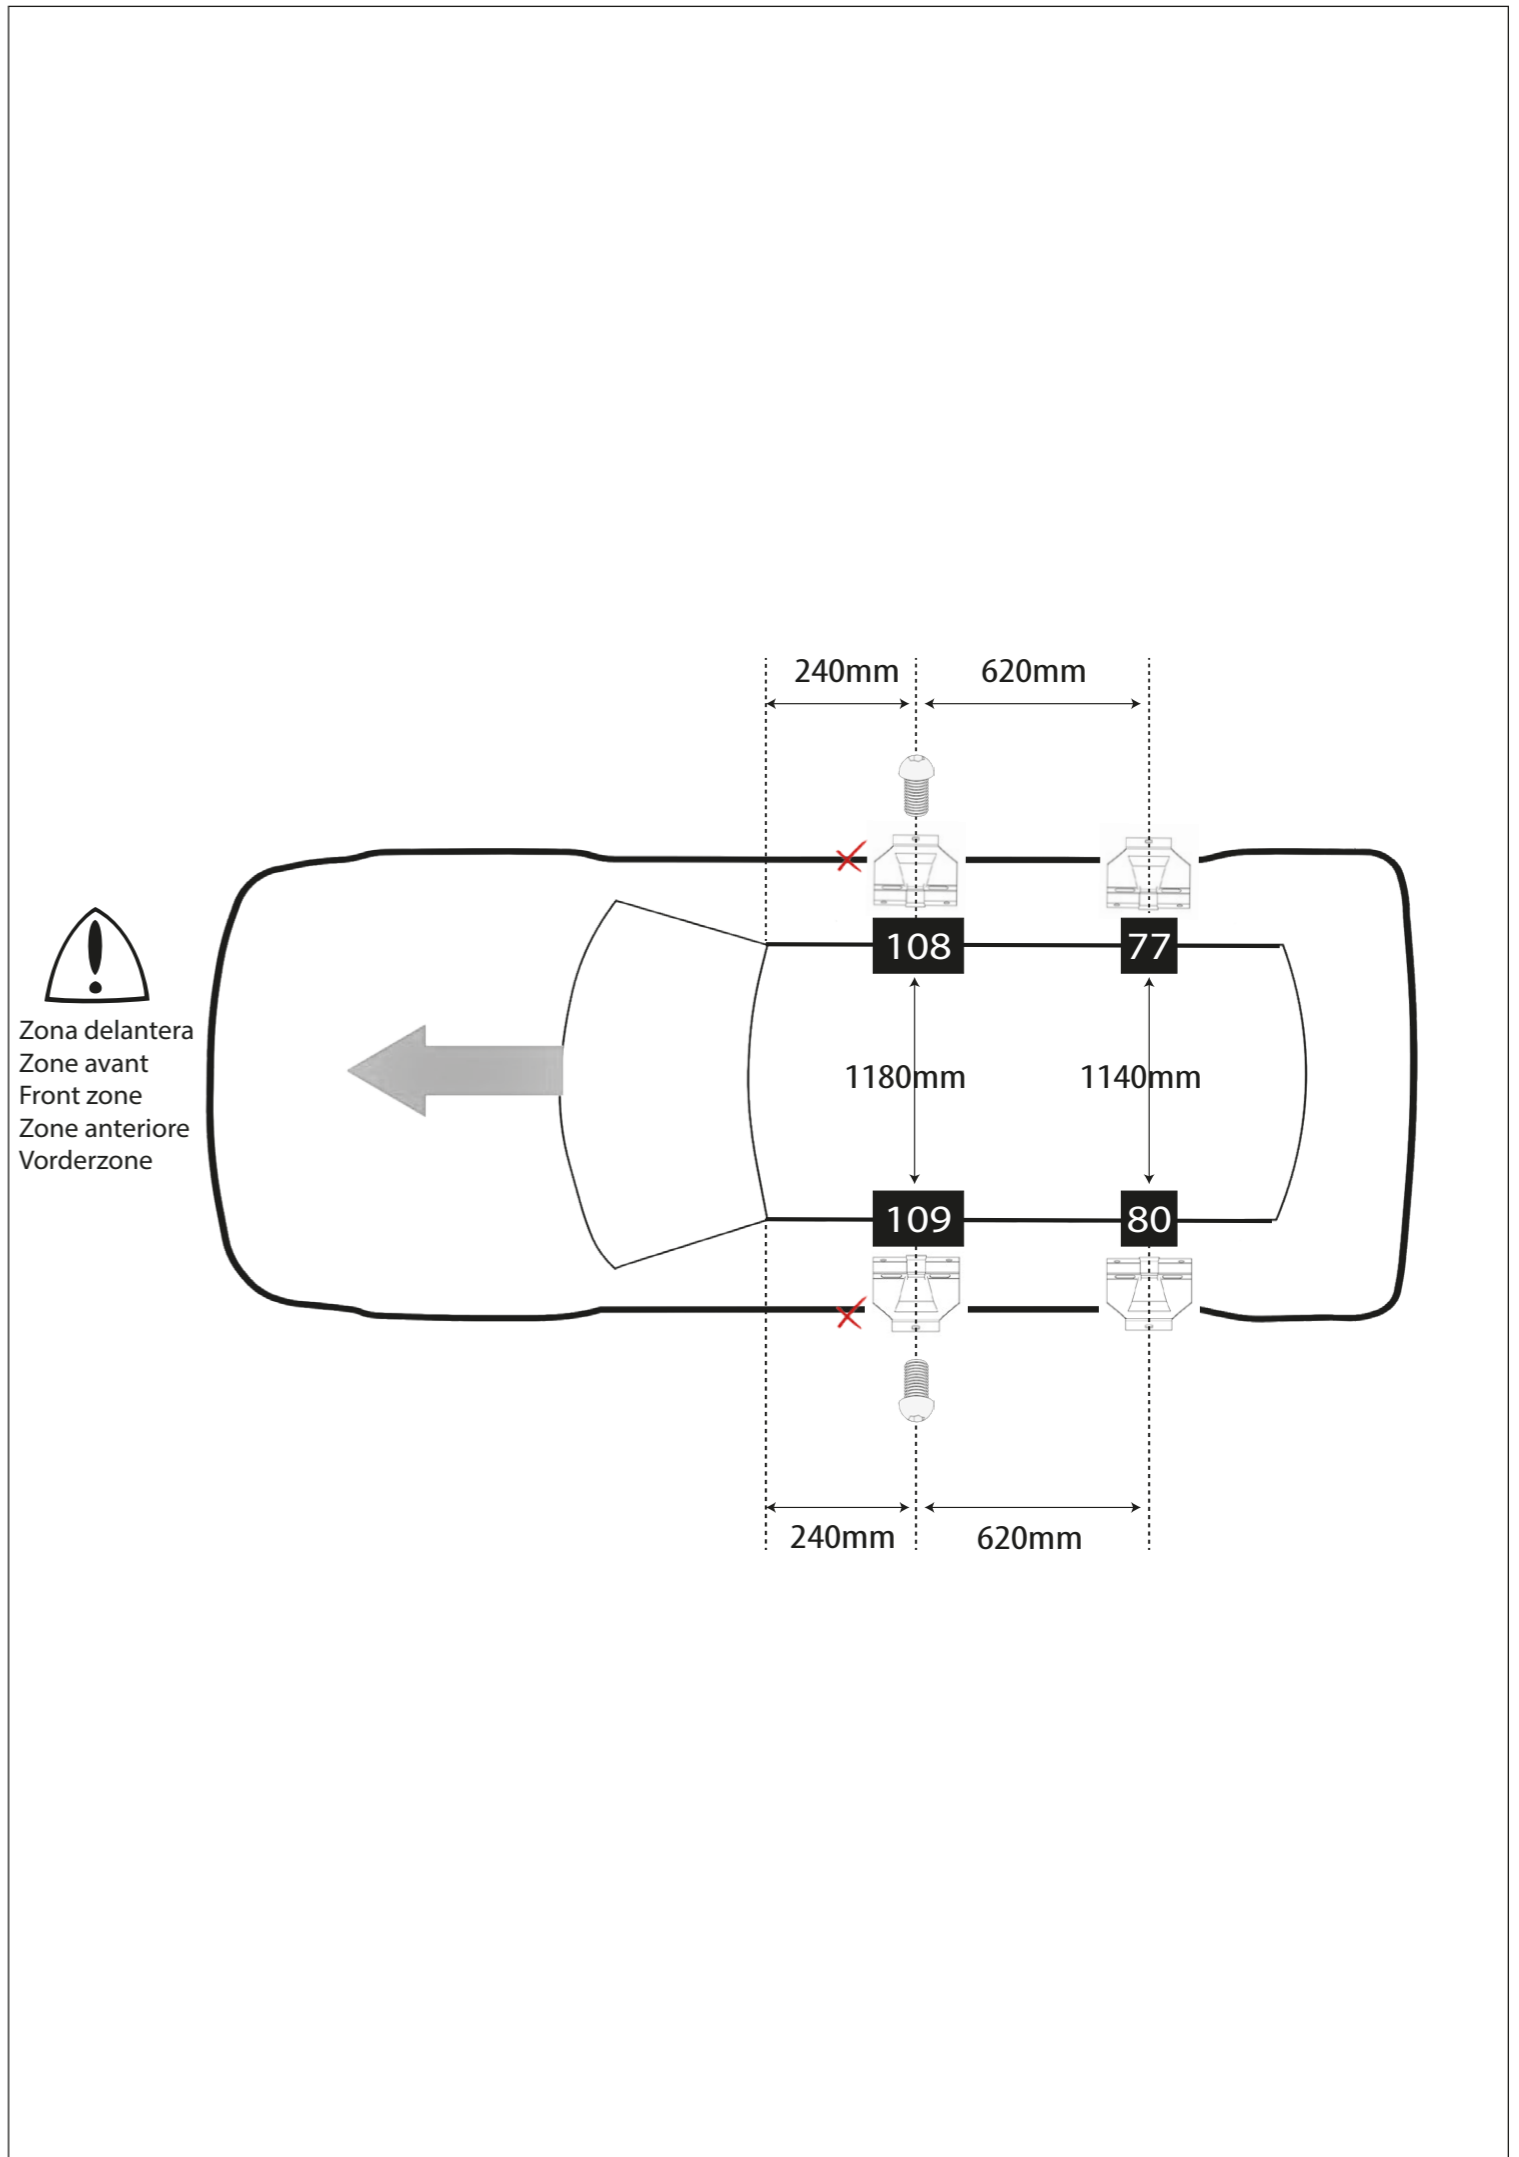 240mm 620mm
108 77
Zona delantera
Zone avant
Front zone
Zone anteriore
Vorderzone
1180mm 1140mm
109 80
240mm 620mm